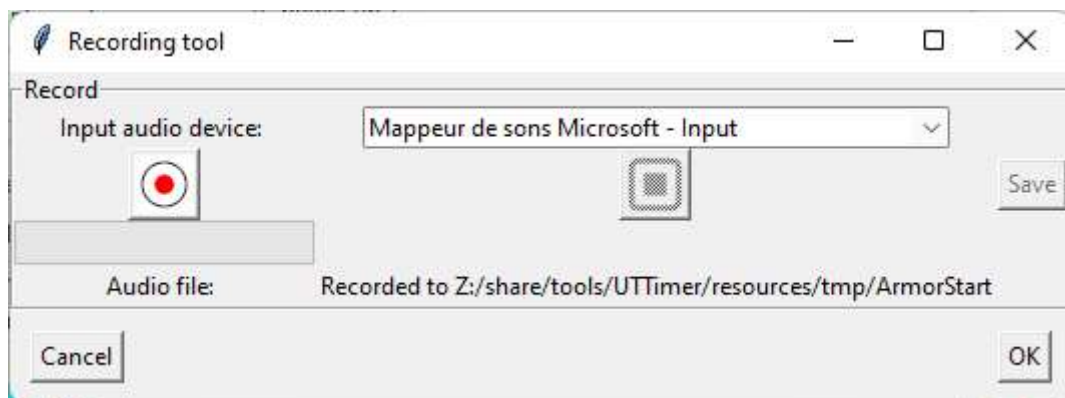 Recording tool
Record
Input audio device: Mappeur de sons Microsoft - Input
Save
Audio file: Recorded to Z:/share/tools/UTTimer/resources/tmp/ArmorStart
Cancel OK